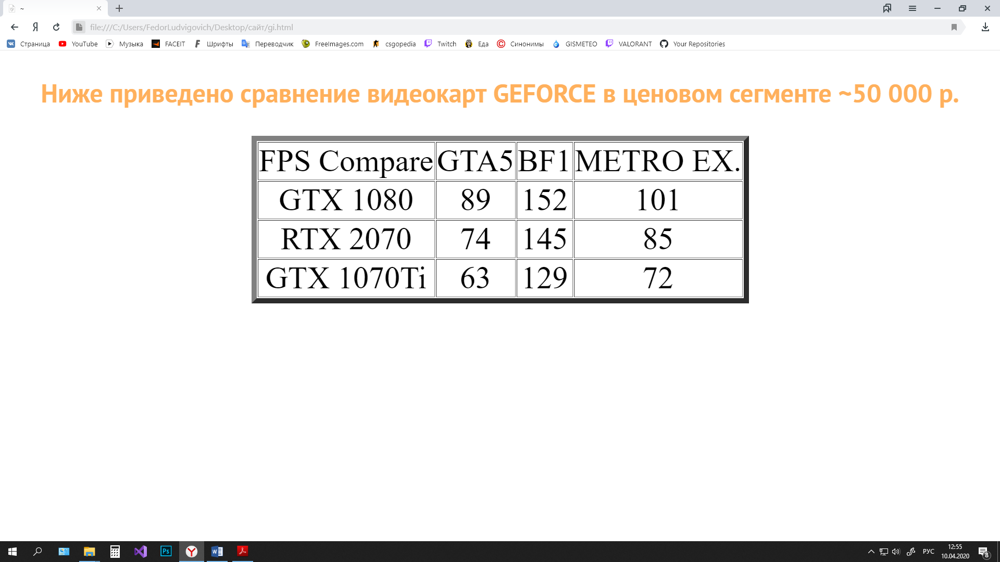 ~
file:///C:/Users/FedorLudvigovich/Desktop/сайт/gi.html
Страница YouTube Музыка FACEIT Шрифты Переводчик FreeImages.com csgopedia Twitch Еда Синонимы GISMETEO VALORANT Your Repositories
Ниже приведено сравнение видеокарт GEFORCE в ценовом сегменте ~50 000 р.
FPS Compare GTA5 BF1 METRO EX.
GTX 1080 89 152 101
RTX 2070 74 145 85
GTX 1070Ti 63 129 72
РУС 12:55
10.04.2020 8